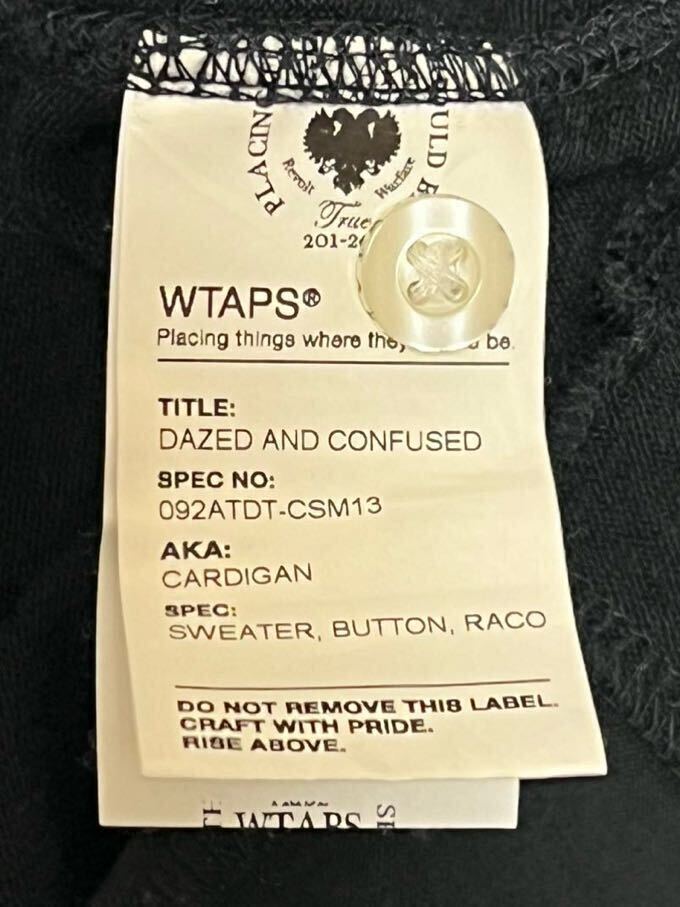 PLACIN ULD B
Revolt Warfare
True
201-2
WTAPS®
Placing things where they be.
TITLE:
DAZED AND CONFUSED
SPEC NO:
092ATDT-CSM13
AKA:
CARDIGAN
SPEC:
SWEATER, BUTTON, RACO
DO NOT REMOVE THIS LABEL.
CRAFT WITH PRIDE.
RISE ABOVE.
WTAPS